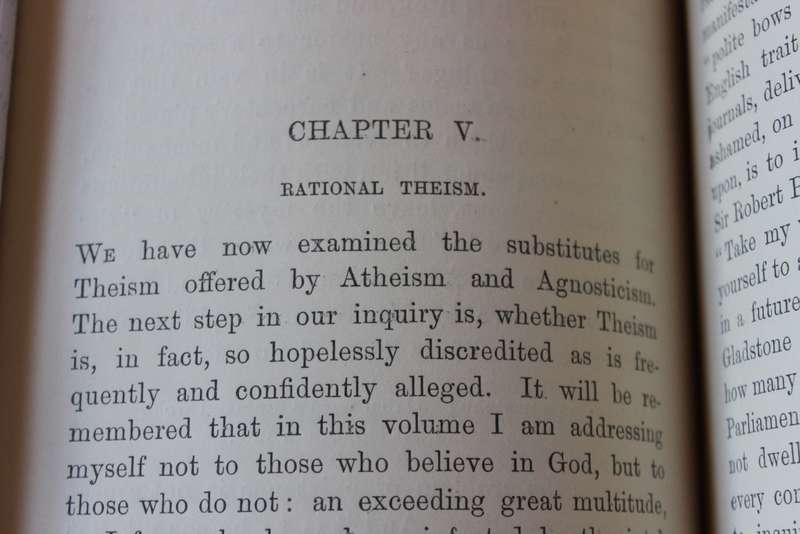 CHAPTER V.
RATIONAL THEISM.
WE have now examined the substitutes for
Theism offered by Atheism and Agnosticism.
The next step in our inquiry is, whether Theism
is, in fact, so hopelessly discredited as is fre-
quently and confidently alleged. It will be re-
membered that in this volume I am addressing
myself not to those who believe in God, but to
those who do not: an exceeding great multitude,
polite bows
English trait
journals, deliv
ashamed, on
upon, is to i
Sir Robert P
"Take my
yourself to a
in a future
Gladstone
how many
Parliamen
not dwell
every con